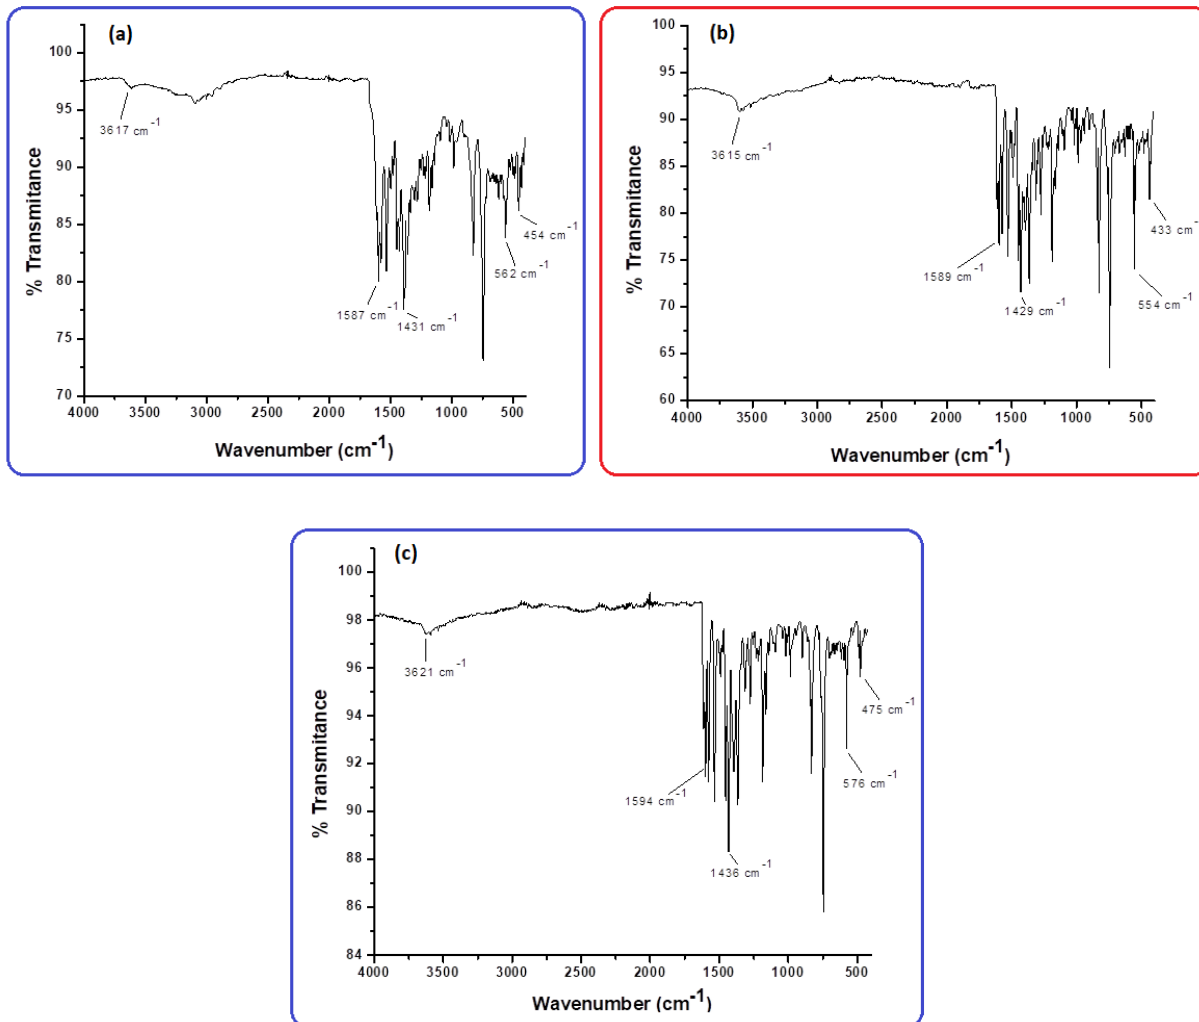 (a)
100
95
90
85
80
75
70
% Transmitance
3617 cm-1
1587 cm-1
1431 cm-1
562 cm-1
454 cm-1
4000 3500 3000 2500 2000 1500 1000 500
Wavenumber (cm-1)
(b)
100
95
90
85
80
75
70
65
60
% Transmitance
3615 cm-1
1589 cm-1
1429 cm-1
554 cm-1
433 cm-
4000 3500 3000 2500 2000 1500 1000 500
Wavenumber (cm-1)
(c)
100
98
96
94
92
90
88
86
84
% Transmitance
3621 cm-1
1594 cm-1
1436 cm-1
576 cm-1
475 cm-1
4000 3500 3000 2500 2000 1500 1000 500
Wavenumber (cm-1)